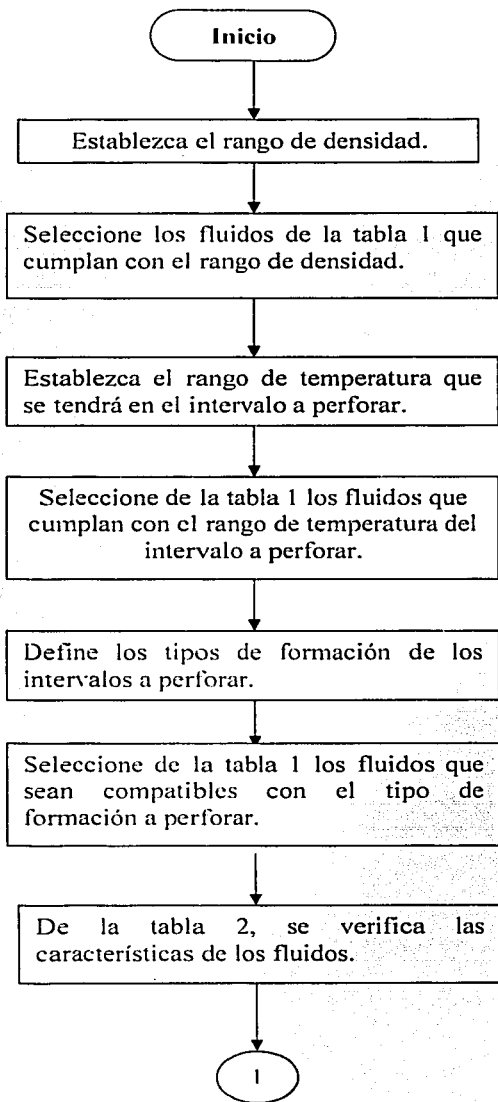 Inicio
Establezca el rango de densidad.
Seleccione los fluidos de la tabla 1 que
cumplan con el rango de densidad.
Establezca el rango de temperatura que
se tendrá en el intervalo a perforar.
Seleccione de la tabla 1 los fluidos que
cumplan con el rango de temperatura del
intervalo a perforar.
Define los tipos de formación de los
intervalos a perforar.
Seleccione de la tabla 1 los fluidos que
sean compatibles con el tipo de
formación a perforar.
De la tabla 2, se verifica las
características de los fluidos.
1